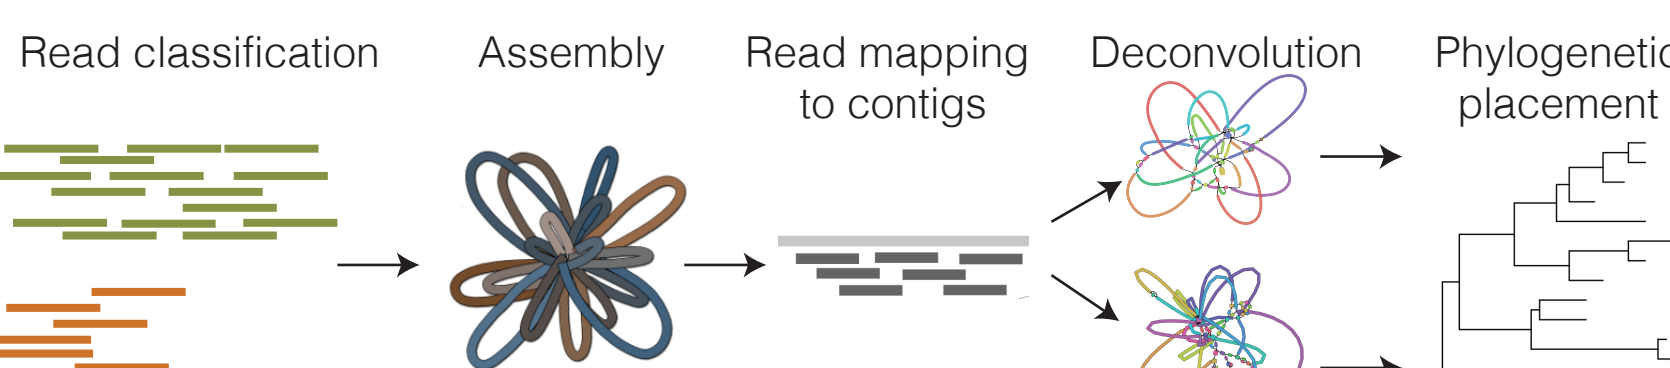 Read classification
Assembly
Read mapping
to contigs
Deconvolution
Phylogenetic
placement